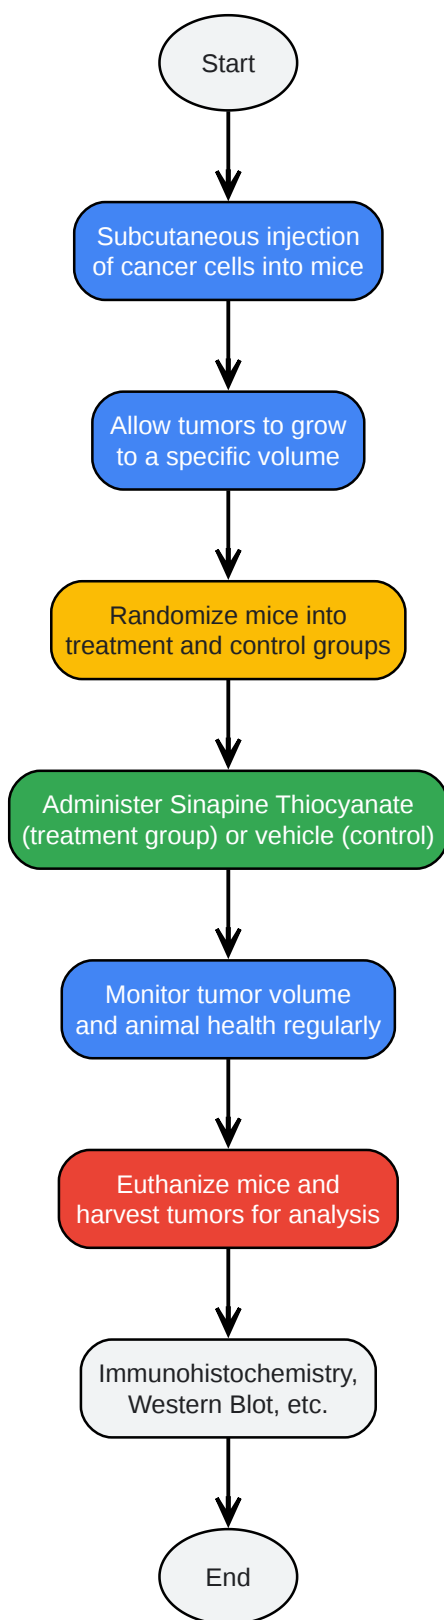 Start
Subcutaneous injection
of cancer cells into mice
Allow tumors to grow
to a specific volume
Randomize mice into
treatment and control groups
Administer Sinapine Thiocyanate
(treatment group) or vehicle (control)
Monitor tumor volume
and animal health regularly
Euthanize mice and
harvest tumors for analysis
Immunohistochemistry,
Western Blot, etc.
End